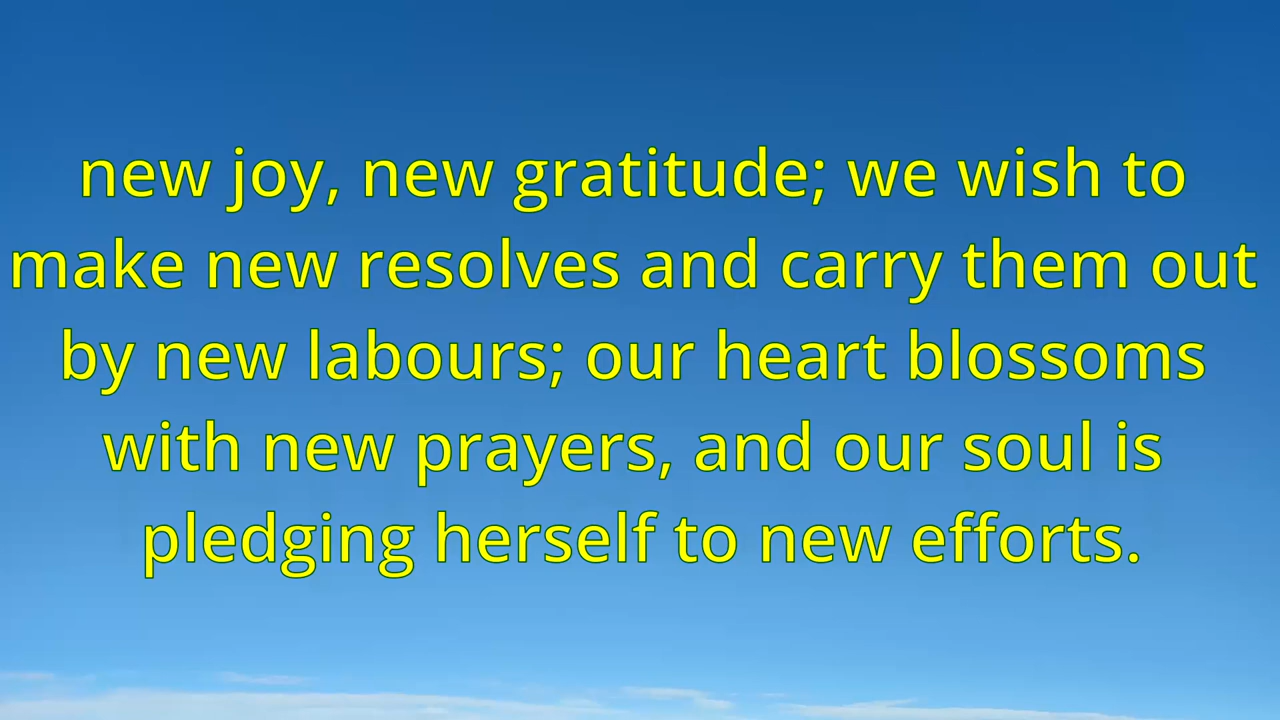 new joy, new gratitude; we wish to
make new resolves and carry them out
by new labours; our heart blossoms
with new prayers, and our soul is
pledging herself to new efforts.